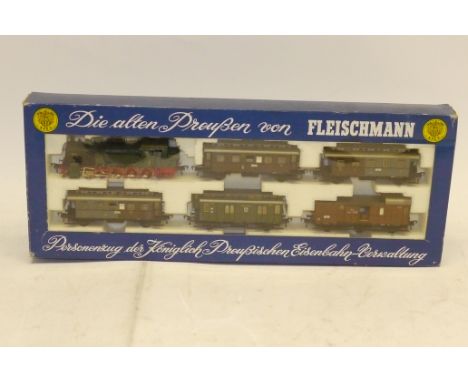 Die alten Preußen von FLEISCHMANN
Personenzug der Königlich Preußischen Eisenbahn-Verwaltung